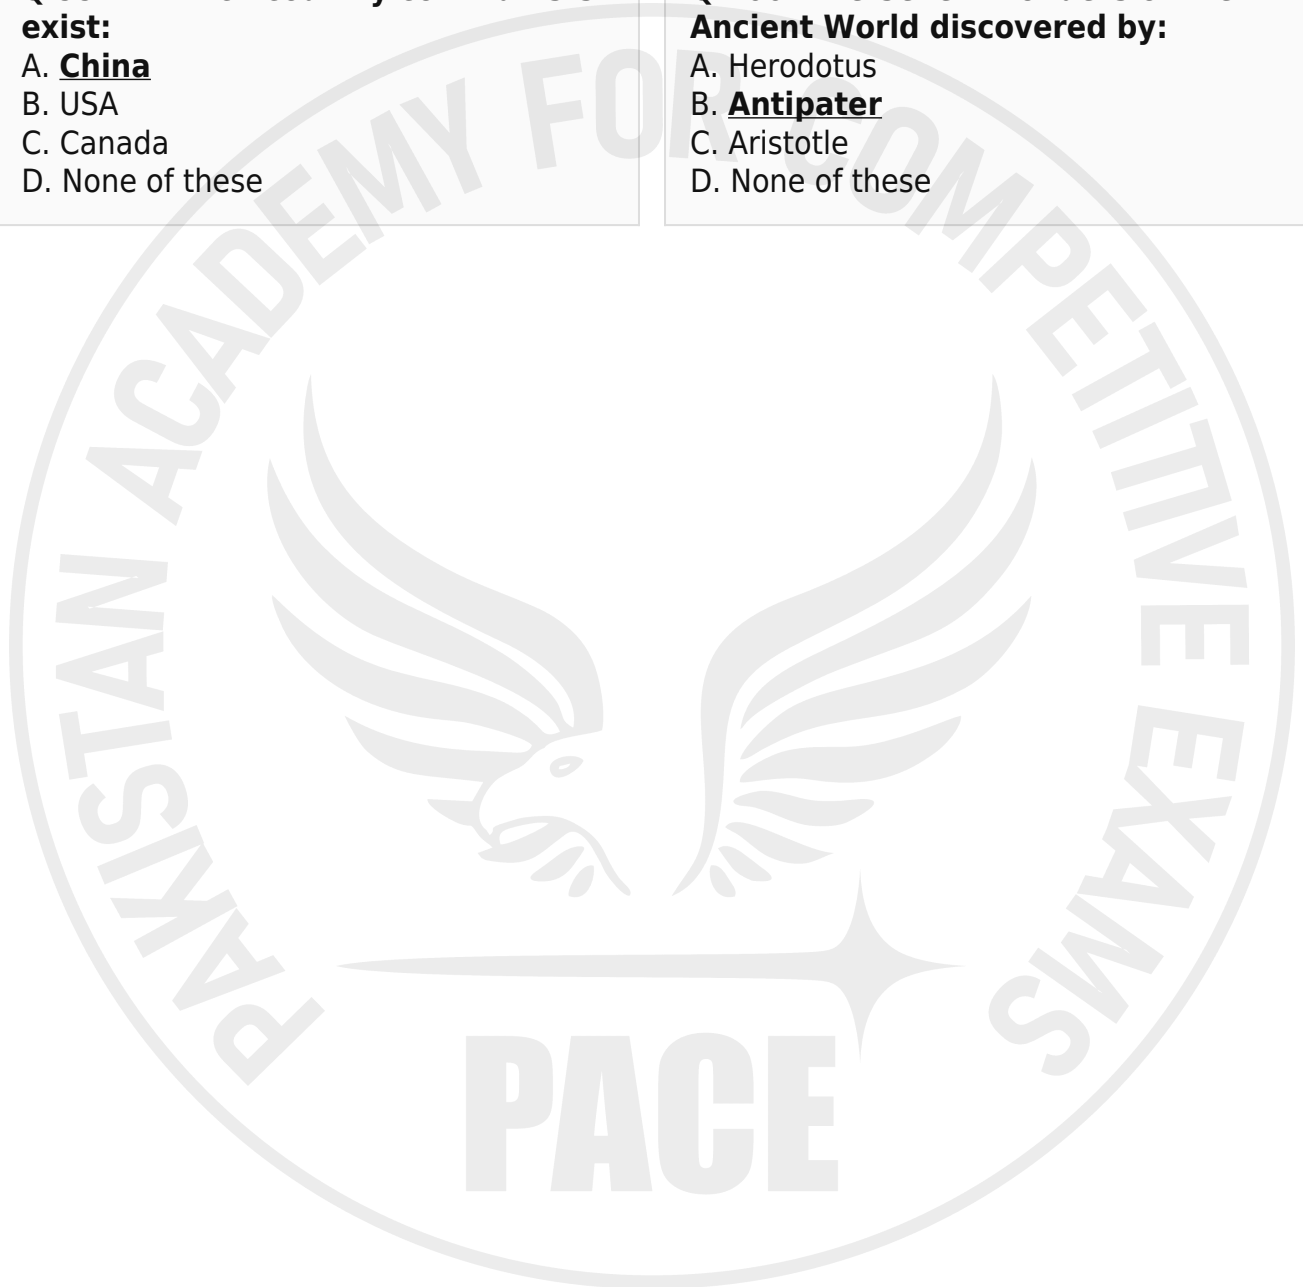 exist:
A. China
B. USA
C. Canada
D. None of these
Ancient World discovered by:
A. Herodotus
B. Antipater
C. Aristotle
D. None of these
PAKISTAN ACADEMY FOR COMPETITIVE EXAMS
PACE